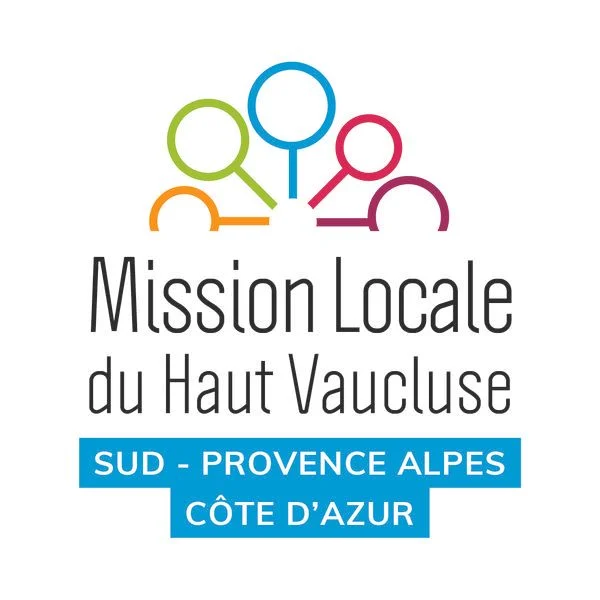 Mission Locale
du Haut Vaucluse
SUD - PROVENCE ALPES
CÔTE D’AZUR